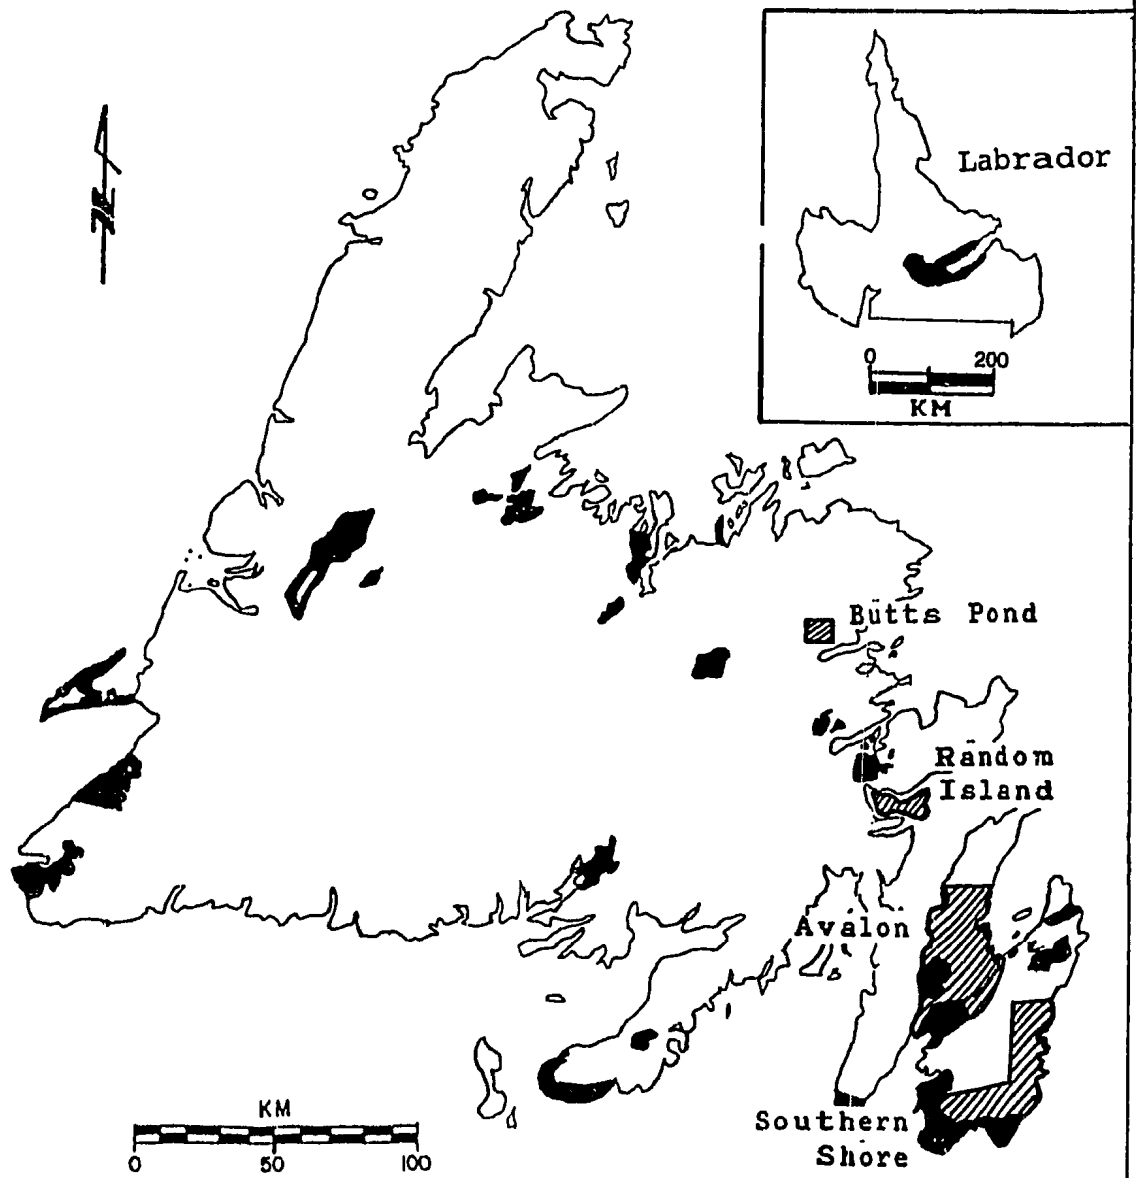 N
Labrador
0 200
KM
Butts Pond
Random
Island
Avalon
Southern
Shore
KM
0 50 100